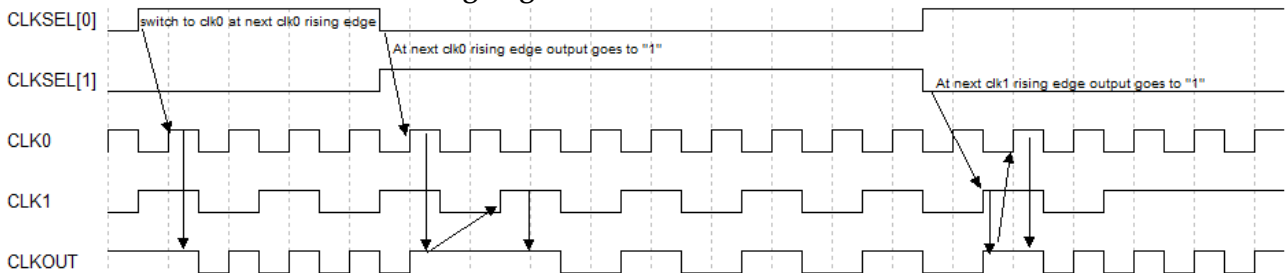 CLKSEL[0]
switch to clk0 at next clk0 rising edge
At next clk0 rising edge output goes to "1"
CLKSEL[1]
At next clk1 rising edge output goes to "1"
CLK0
CLK1
CLKOUT